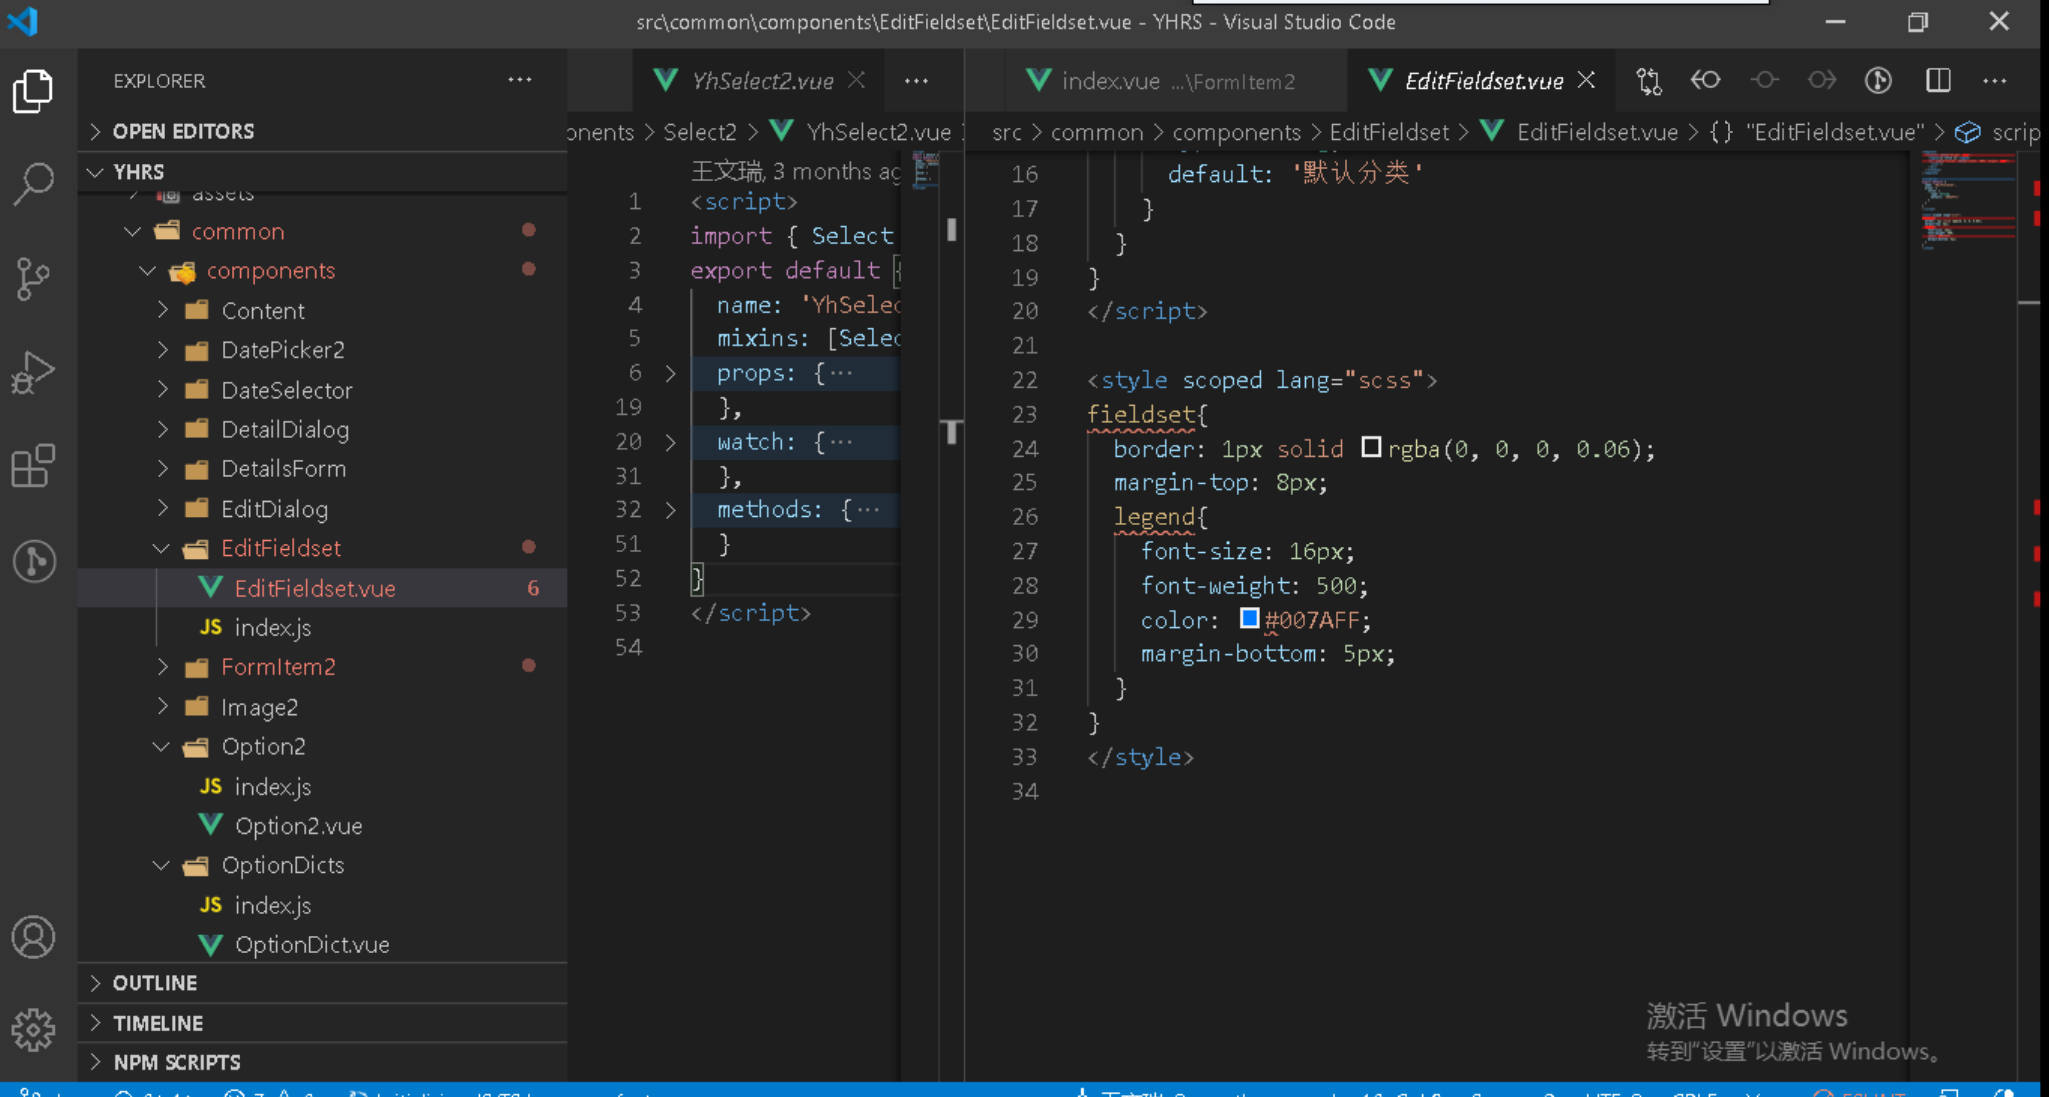 src\common\components\EditFieldset\EditFieldset.vue - YHRS - Visual Studio Code
EXPLORER
OPEN EDITORS
YHRS
assets
common
components
Content
DatePicker2
DateSelector
DetailDialog
DetailsForm
EditDialog
EditFieldset
EditFieldset.vue 6
JS index.js
FormItem2
Image2
Option2
JS index.js
Option2.vue
OptionDicts
JS index.js
OptionDict.vue
OUTLINE
TIMELINE
NPM SCRIPTS
YhSelect2.vue
onents > Select2 > YhSelect2.vue
王文瑞, 3 months ag
1 <script>
2 import { Select
3 export default {
4 name: 'YhSelec
5 mixins: [Selec
6 props: {···
19 },
20 watch: {···
31 },
32 methods: {···
51 }
52 }
53 </script>
54
index.vue ...\FormItem2
EditFieldset.vue
src > common > components > EditFieldset > EditFieldset.vue > {} "EditFieldset.vue" > scrip
16 default: '默认分类'
17 }
18 }
19 }
20 </script>
21
22 <style scoped lang="scss">
23 fieldset{
24 border: 1px solid rgba(0, 0, 0, 0.06);
25 margin-top: 8px;
26 legend{
27 font-size: 16px;
28 font-weight: 500;
29 color: #007AFF;
30 margin-bottom: 5px;
31 }
32 }
33 </style>
34
激活 Windows
转到"设置"以激活 Windows。